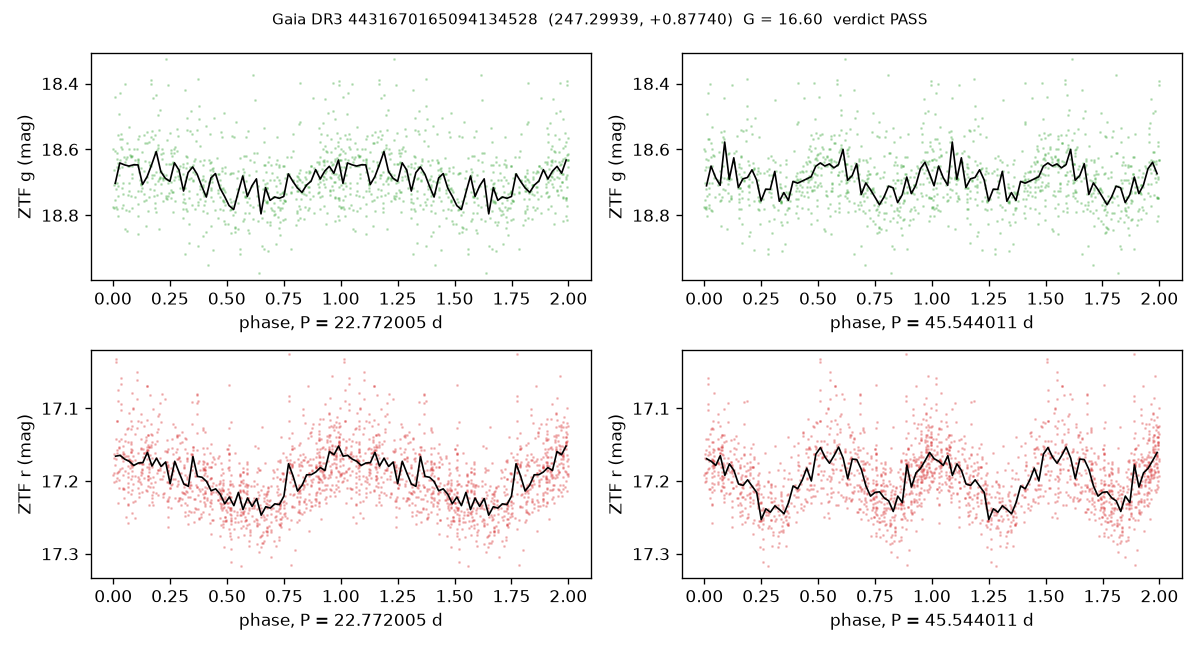 Gaia DR3 4431670165094134528 (247.29939, +0.87740) G = 16.60 verdict PASS
ZTF g (mag)
18.4
18.6
18.8
0.00 0.25 0.50 0.75 1.00 1.25 1.50 1.75 2.00
phase, P = 22.772005 d
ZTF g (mag)
18.4
18.6
18.8
0.00 0.25 0.50 0.75 1.00 1.25 1.50 1.75 2.00
phase, P = 45.544011 d
ZTF r (mag)
17.1
17.2
17.3
0.00 0.25 0.50 0.75 1.00 1.25 1.50 1.75 2.00
phase, P = 22.772005 d
ZTF r (mag)
17.1
17.2
17.3
0.00 0.25 0.50 0.75 1.00 1.25 1.50 1.75 2.00
phase, P = 45.544011 d